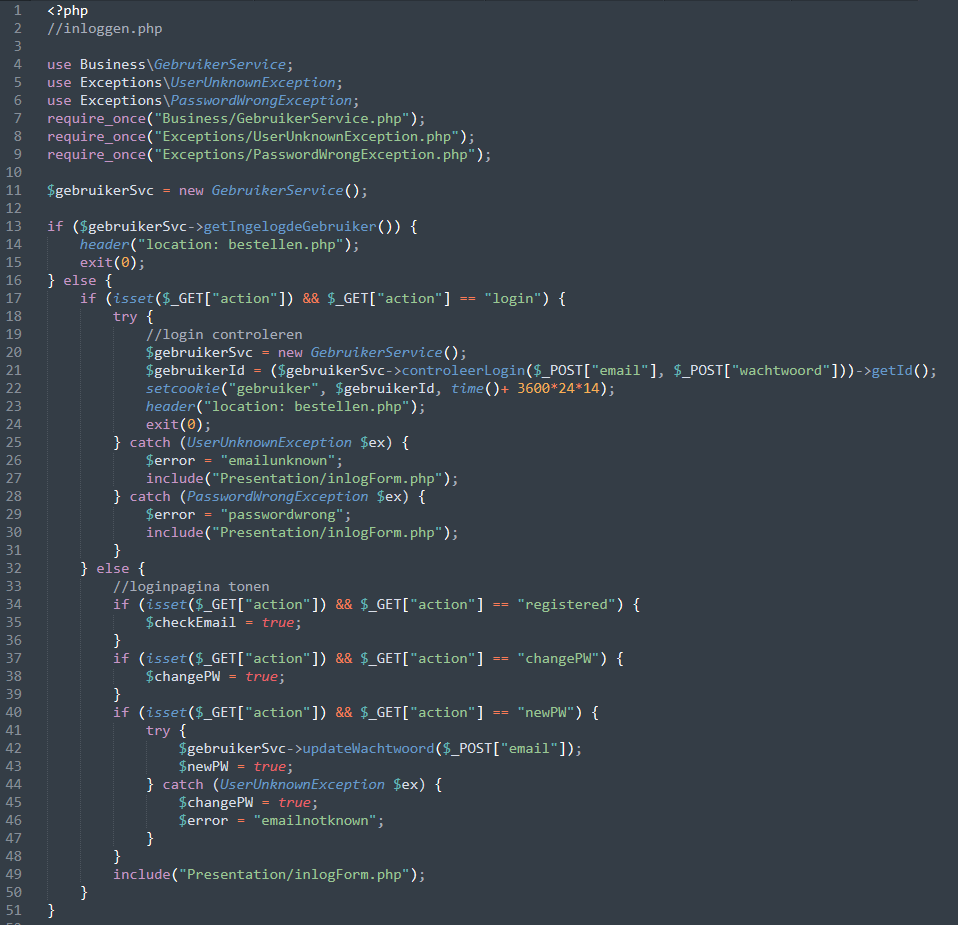 1 <?php
2 //inloggen.php
3
4 use Business\GebruikerService;
5 use Exceptions\UserUnknownException;
6 use Exceptions\PasswordWrongException;
7 require_once("Business/GebruikerService.php");
8 require_once("Exceptions/UserUnknownException.php");
9 require_once("Exceptions/PasswordWrongException.php");
10
11 $gebruikerSvc = new GebruikerService();
12
13 if ($gebruikerSvc->getIngelogdeGebruiker()) {
14     header("location: bestellen.php");
15     exit(0);
16 } else {
17     if (isset($_GET["action"]) && $_GET["action"] == "login") {
18         try {
19             //login controleren
20             $gebruikerSvc = new GebruikerService();
21             $gebruikerId = ($gebruikerSvc->controleerLogin($_POST["email"], $_POST["wachtwoord"]))->getId();
22             setcookie("gebruiker", $gebruikerId, time()+ 3600*24*14);
23             header("location: bestellen.php");
24             exit(0);
25         } catch (UserUnknownException $ex) {
26             $error = "emailunknown";
27             include("Presentation/inlogForm.php");
28         } catch (PasswordWrongException $ex) {
29             $error = "passwordwrong";
30             include("Presentation/inlogForm.php");
31         }
32     } else {
33         //loginpagina tonen
34         if (isset($_GET["action"]) && $_GET["action"] == "registered") {
35             $checkEmail = true;
36         }
37         if (isset($_GET["action"]) && $_GET["action"] == "changePW") {
38             $changePW = true;
39         }
40         if (isset($_GET["action"]) && $_GET["action"] == "newPW") {
41             try {
42                 $gebruikerSvc->updateWachtwoord($_POST["email"]);
43                 $newPW = true;
44             } catch (UserUnknownException $ex) {
45                 $changePW = true;
46                 $error = "emailnotknown";
47             }
48         }
49         include("Presentation/inlogForm.php");
50     }
51 }